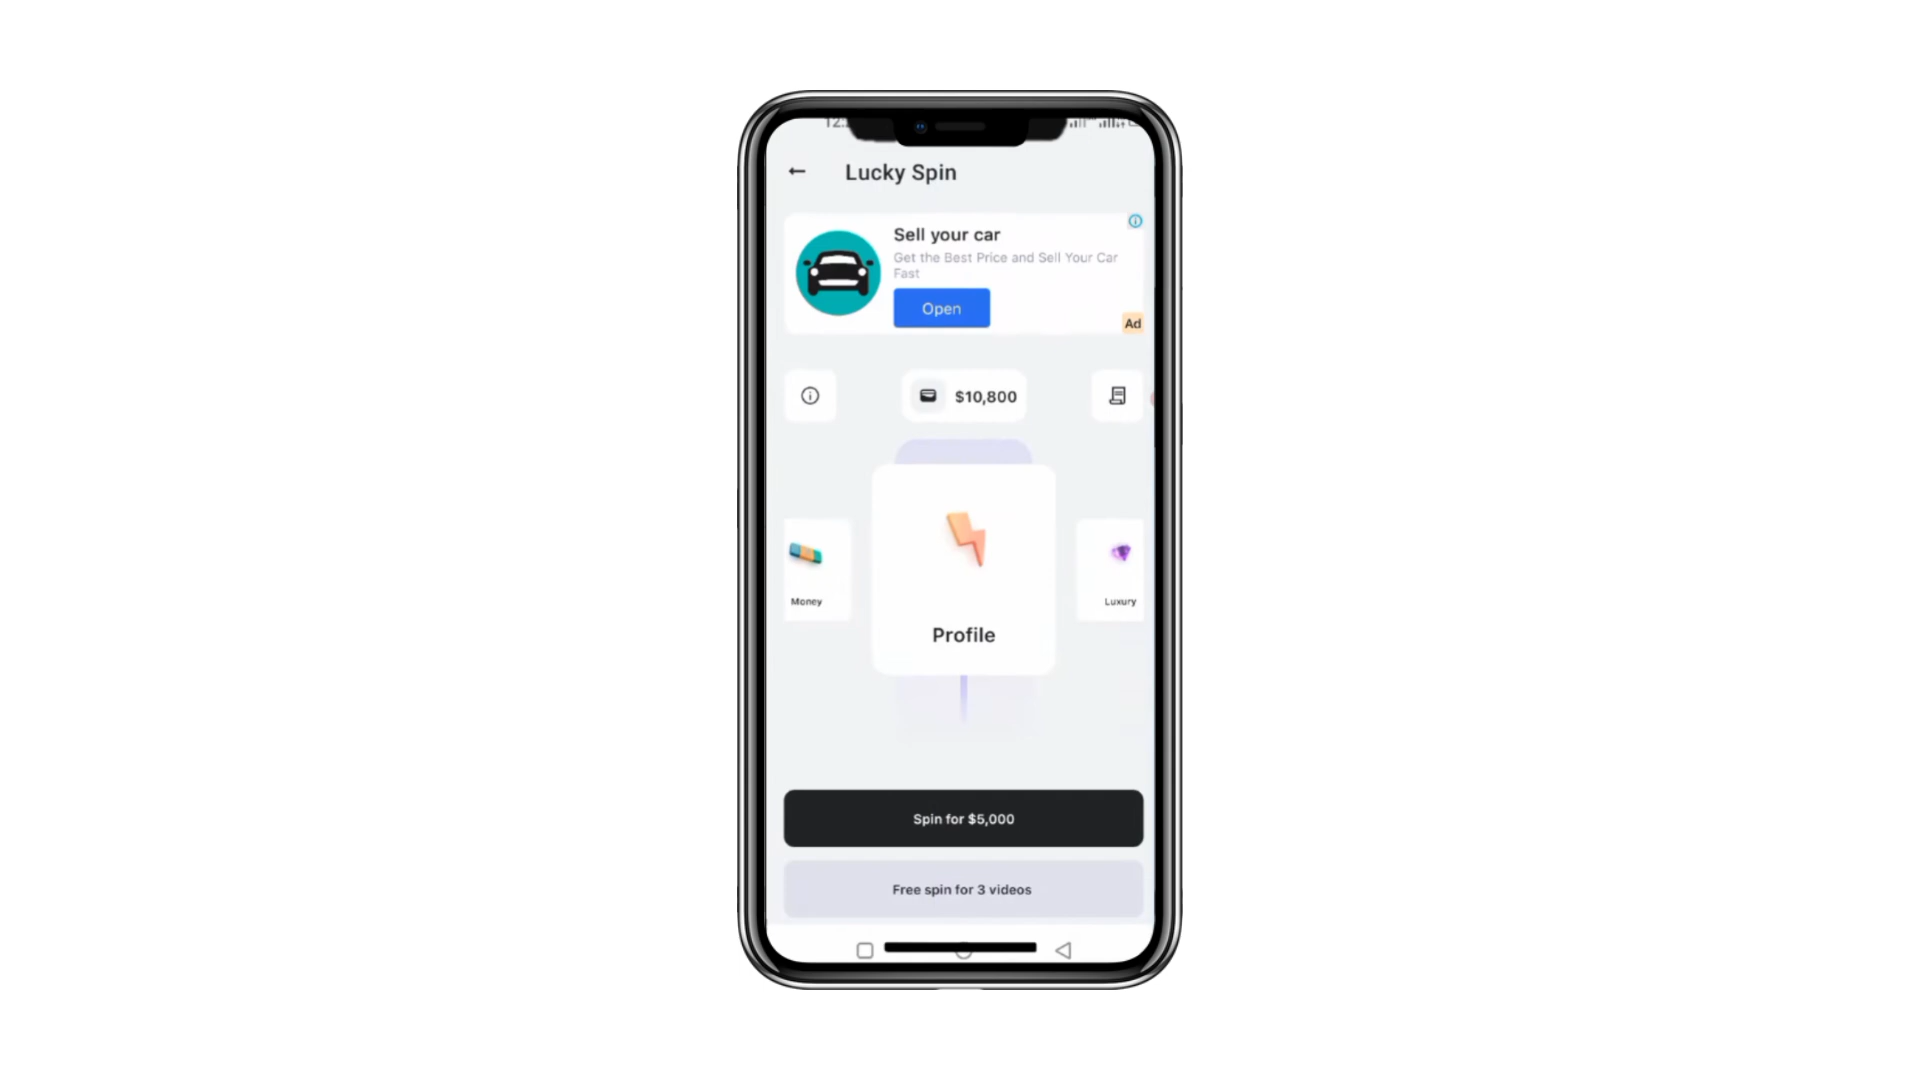 Lucky Spin
Sell your car
Get the Best Price and Sell Your Car
Fast
Open
Ad
$10,800
Money
Profile
Luxury
Spin for $5,000
Free spin for 3 videos